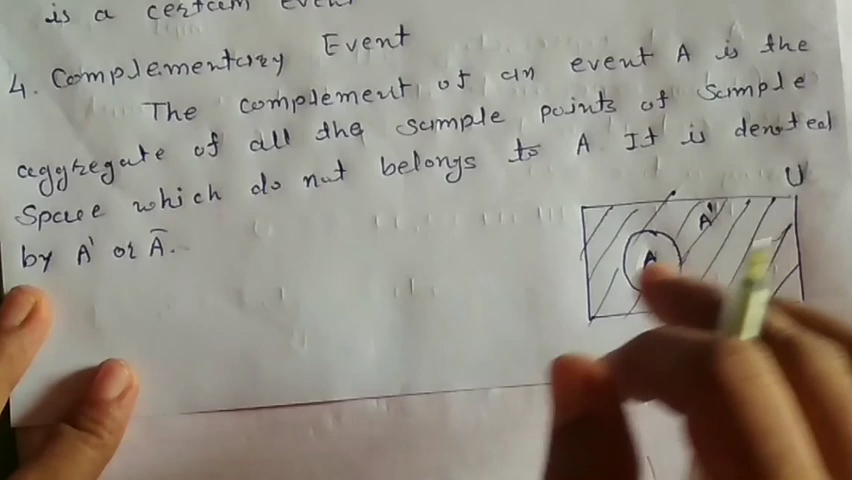 is a certain event
4. Complementary Event
The complement of an event A is the
aggregate of all the sample points of sample
space which do not belongs to A. It is denoted
by A' or A̅.
U
A'
A